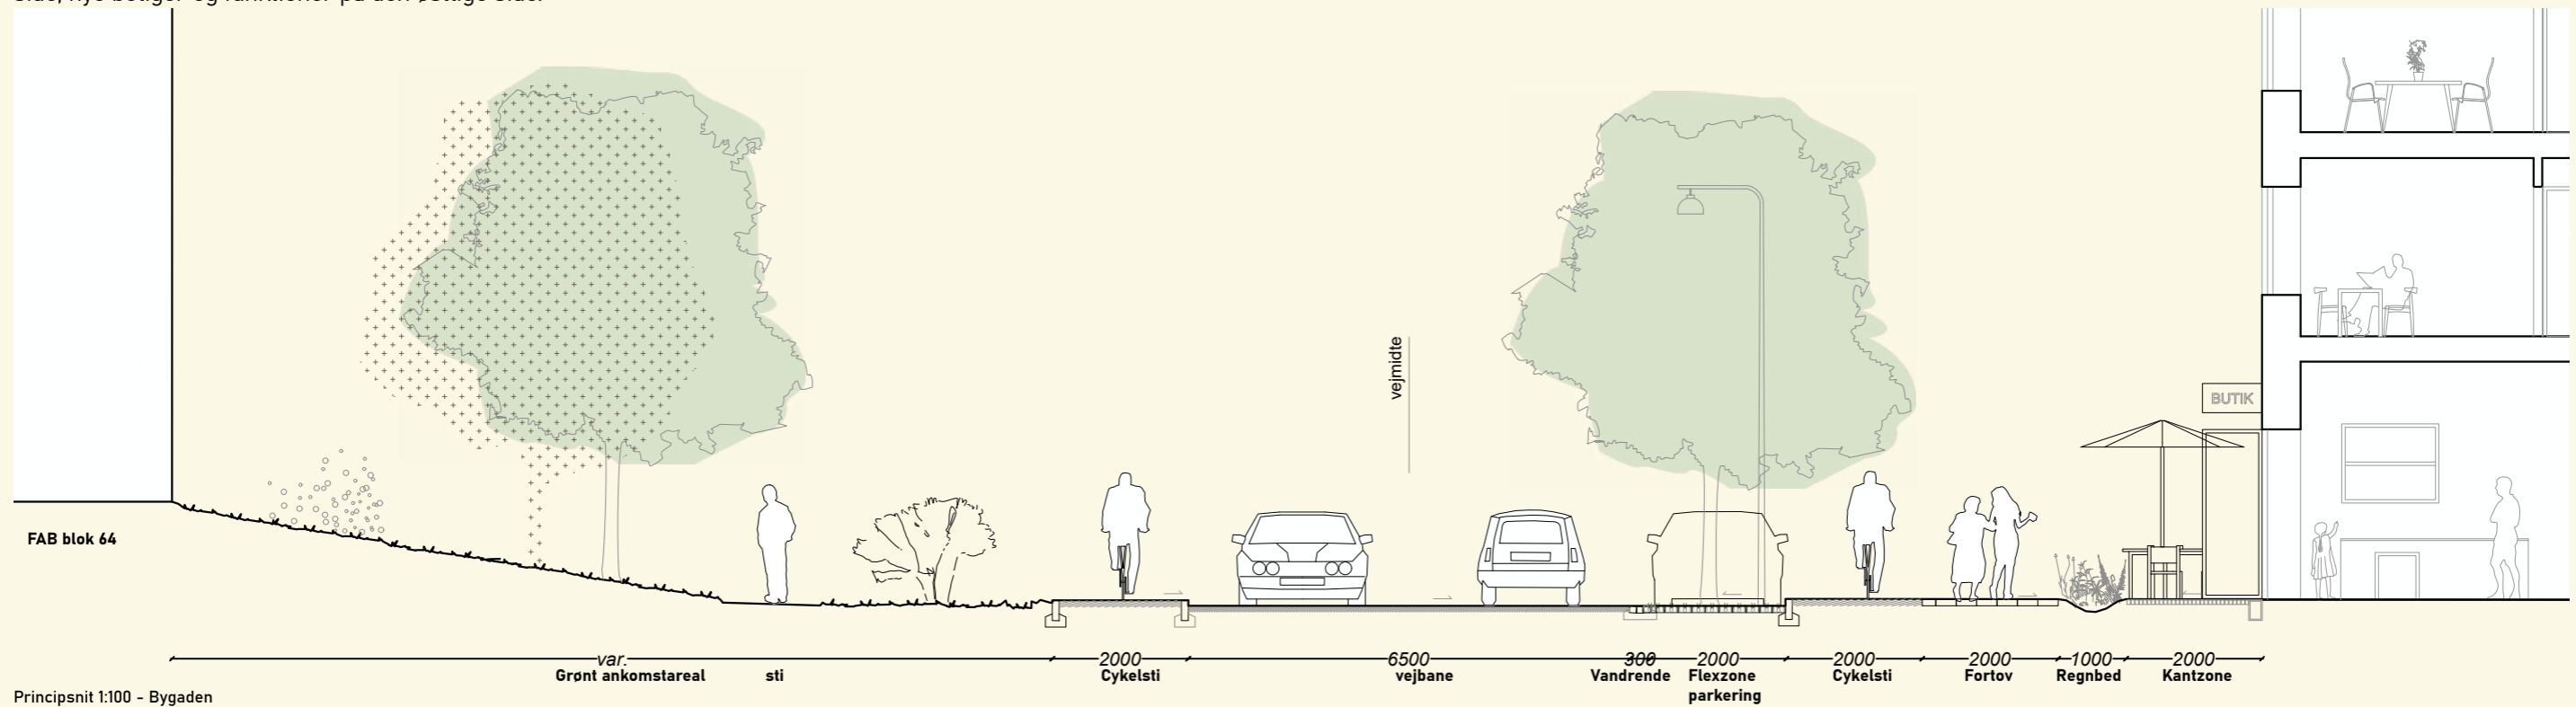 vejmidte
BUTIK
FAB blok 64
var. 2000 6500 300 2000 2000 2000 1000 2000
Grønt ankomstareal sti Cykelsti vejbane Vandrende Flexzone Cykelsti Fortov Regnbed Kantzone
parkering
Principsnit 1:100 - Bygaden